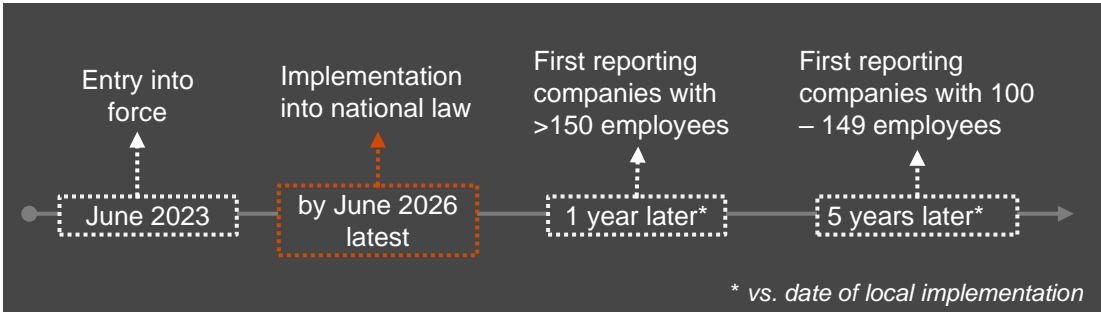 Entry into
force
Implementation
into national law
First reporting
companies with
>150 employees
First reporting
companies with 100
– 149 employees
June 2023
by June 2026
latest
1 year later*
5 years later*
* vs. date of local implementation